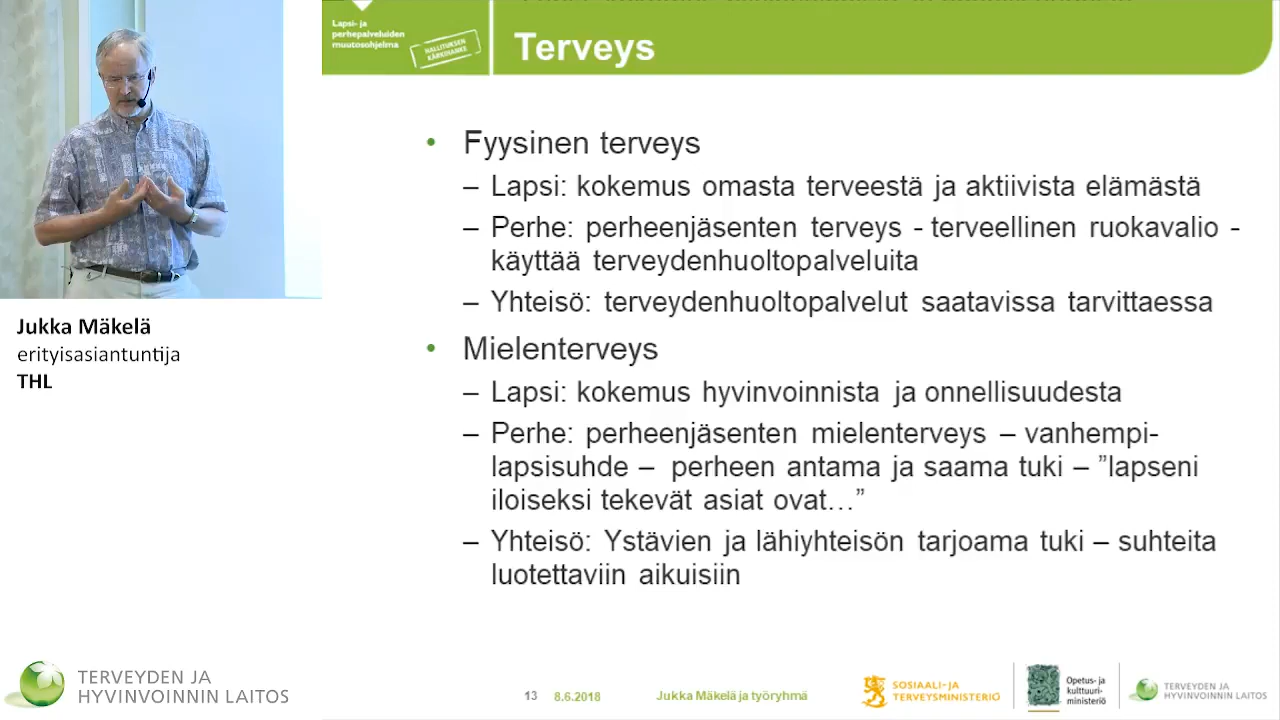 Lapsi- ja
perhepalveluiden
muutosohjelma
HALLITUKSEN
KÄRKIHANKE
Terveys
• Fyysinen terveys
– Lapsi: kokemus omasta terveestä ja aktiivista elämästä
– Perhe: perheenjäsenten terveys - terveellinen ruokavalio -
käyttää terveydenhuoltopalveluita
– Yhteisö: terveydenhuoltopalvelut saatavissa tarvittaessa
• Mielenterveys
– Lapsi: kokemus hyvinvoinnista ja onnellisuudesta
– Perhe: perheenjäsenten mielenterveys – vanhempi-
lapsisuhde – perheen antama ja saama tuki – ”lapseni
iloiseksi tekevät asiat ovat…”
– Yhteisö: Ystävien ja lähiyhteisön tarjoama tuki – suhteita
luotettaviin aikuisiin
Jukka Mäkelä
erityisasiantuntija
THL
TERVEYDEN JA
HYVINVOINNIN LAITOS
13 8.6.2018 Jukka Mäkelä ja työryhmä
SOSIAALI- JA
TERVEYSMINISTERIÖ
Opetus- ja
kulttuuri-
ministeriö
TERVEYDEN JA
HYVINVOINNIN LAITOS